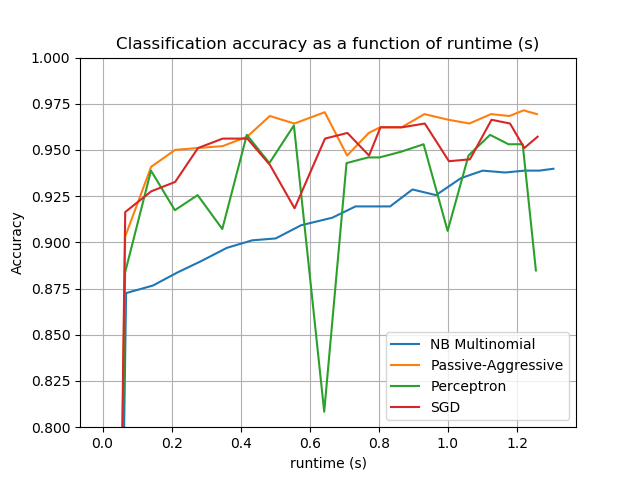 Classification accuracy as a function of runtime (s)
1.000
0.975
0.950
0.925
0.900
0.875
0.850
0.825
0.800
Accuracy
NB Multinomial
Passive-Aggressive
Perceptron
SGD
0.0 0.2 0.4 0.6 0.8 1.0 1.2
runtime (s)